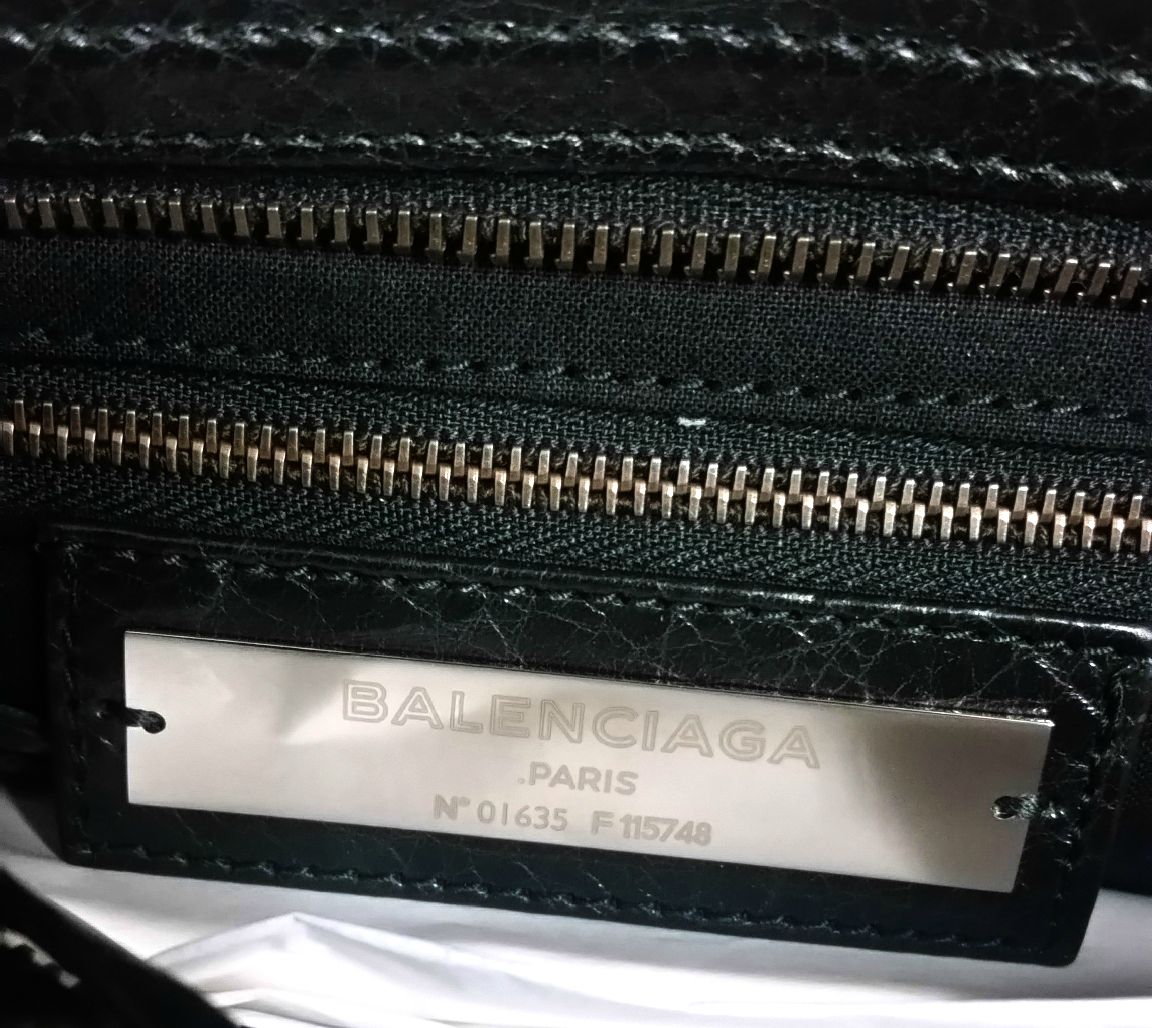 BALENCIAGA
.PARIS
N° 01635 F 115748